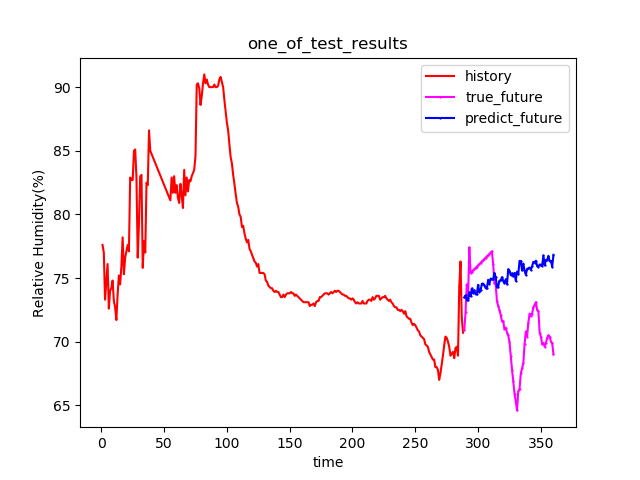 one_of_test_results
history
true_future
predict_future
Relative Humidity(%)
90
85
80
75
70
65
0 50 100 150 200 250 300 350
time